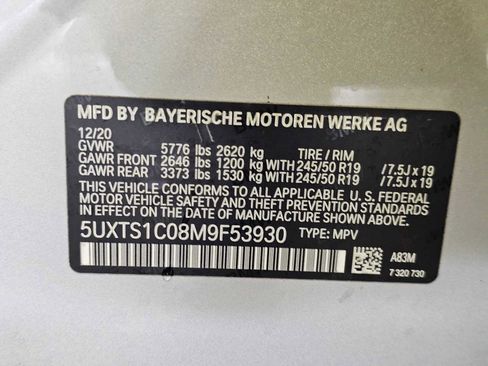 MFD BY BAYERISCHE MOTOREN WERKE AG
12/20
GVWR 5776 lbs 2620 kg TIRE / RIM
GAWR FRONT 2646 lbs 1200 kg WITH 245/50 R19 /7.5J x 19
GAWR REAR 3373 lbs 1530 kg WITH 245/50 R19 /7.5J x 19
THIS VEHICLE CONFORMS TO ALL APPLICABLE U.S. FEDERAL
MOTOR VEHICLE SAFETY
THEFT PREVENTION STANDARDS IN EFFECT ON THE DATE OF
MANUFACTURE SHOWN ABOVE.
5UXTS1C08M9F53930 TYPE: MPV
A83M
7 320 730